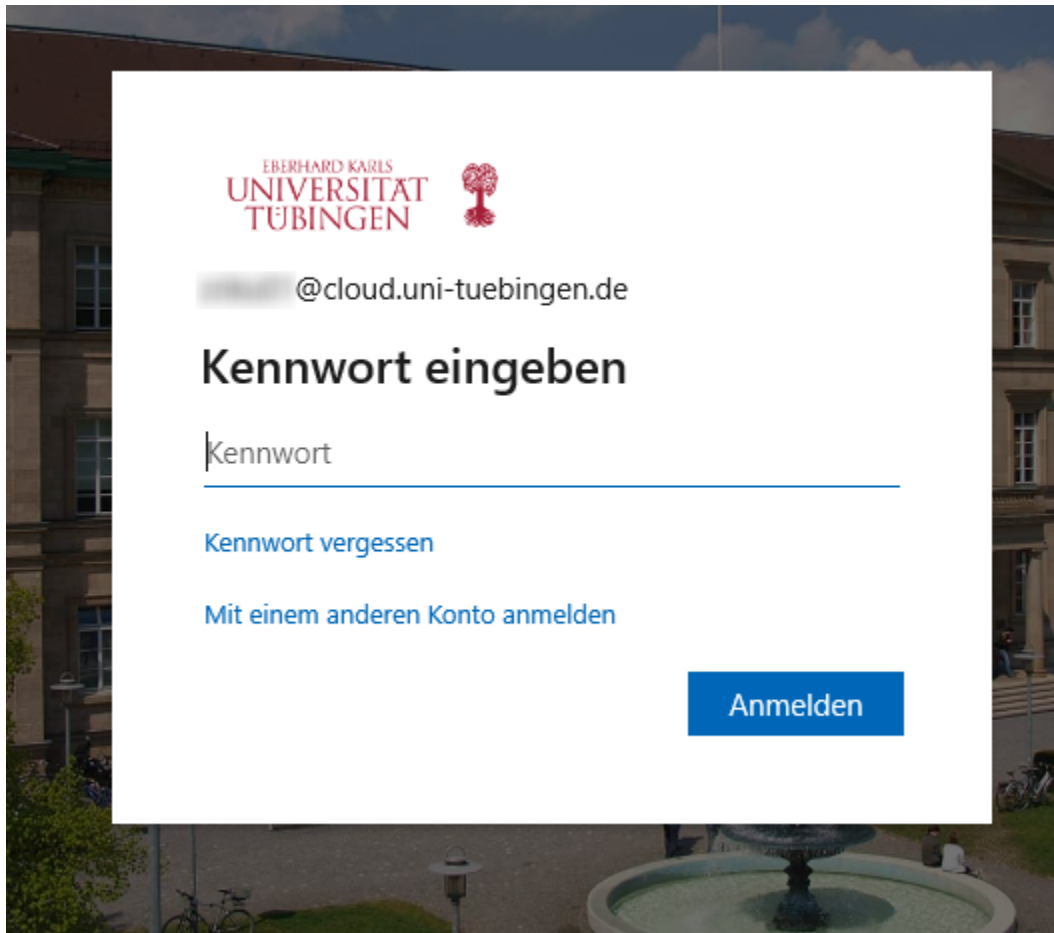 EBERHARD KARLS
UNIVERSITÄT
TÜBINGEN
@cloud.uni-tuebingen.de
Kennwort eingeben
Kennwort
Kennwort vergessen
Mit einem anderen Konto anmelden
Anmelden